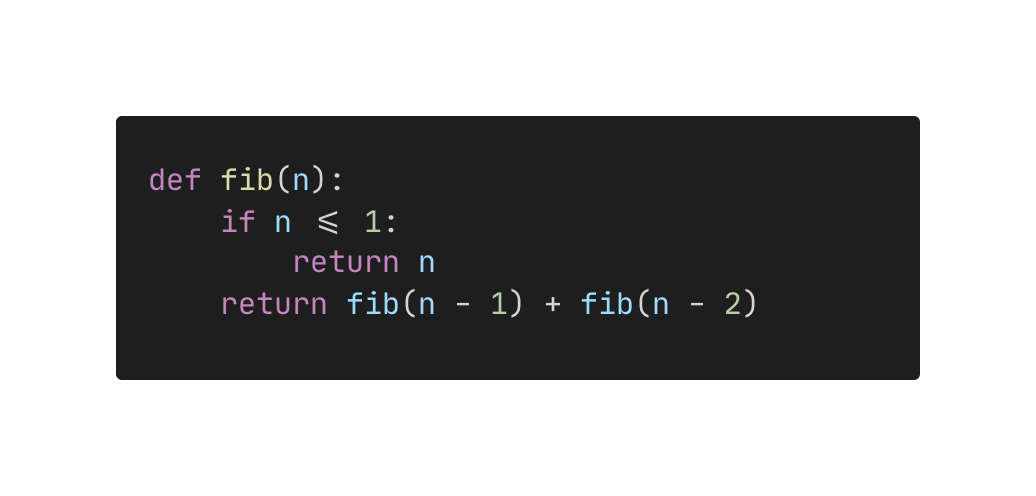 def fib(n):
    if n <= 1:
        return n
    return fib(n - 1) + fib(n - 2)